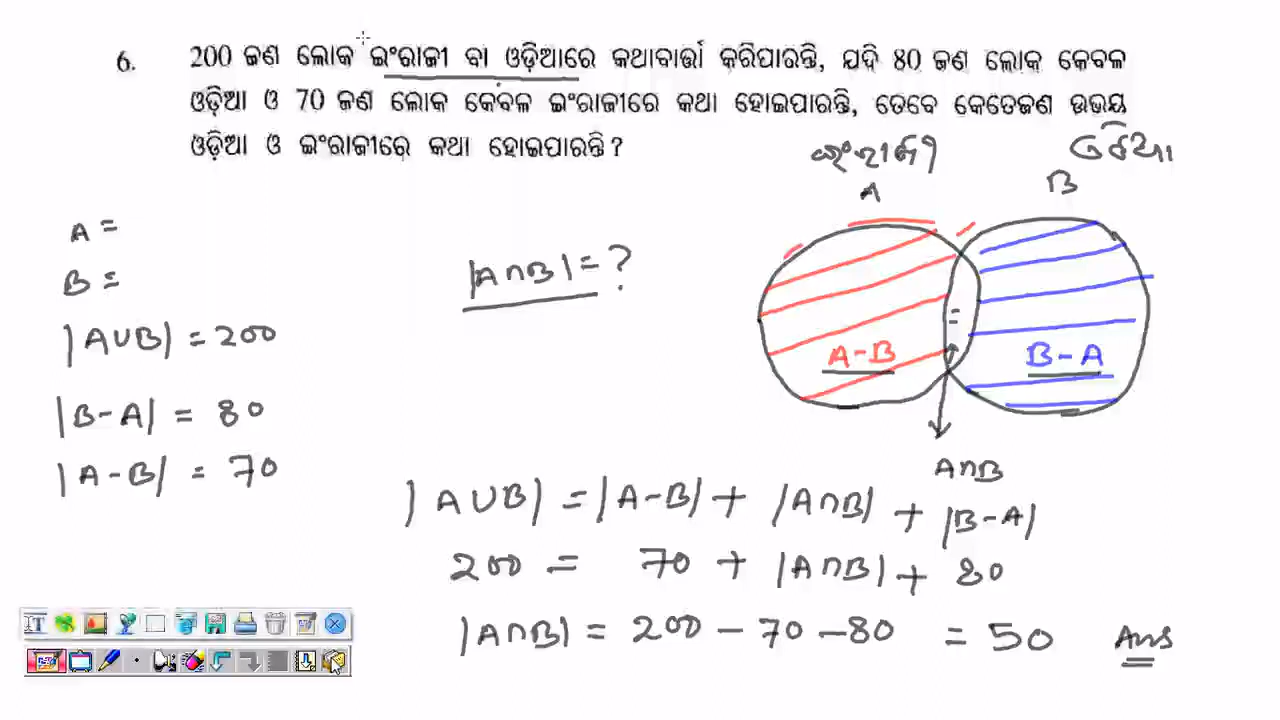 6. 200 ଜଣ ଲୋକ ଇଂରାଜୀ ବା ଓଡ଼ିଆରେ କଥାବାର୍ତ୍ତା କରିପାରନ୍ତି, ଯଦି 80 ଜଣ ଲୋକ କେବଳ
ଓଡ଼ିଆ ଓ 70 ଜଣ ଲୋକ କେବଳ ଇଂରାଜୀରେ କଥା ହୋଇପାରନ୍ତି, ତେବେ କେତେଜଣ ଉଭୟ
ଓଡ଼ିଆ ଓ ଇଂରାଜୀରେ କଥା ହୋଇପାରନ୍ତି ?
ଇଂରାଜୀ ଓଡିଆ
A B
A =
B =
|A∪B| = 200
|B-A| = 80
|A-B| = 70
|A∩B| = ?
A-B B-A
A∩B
|A∪B| = |A-B| + |A∩B| + |B-A|
200 = 70 + |A∩B| + 80
|A∩B| = 200 - 70 - 80 = 50 Ans